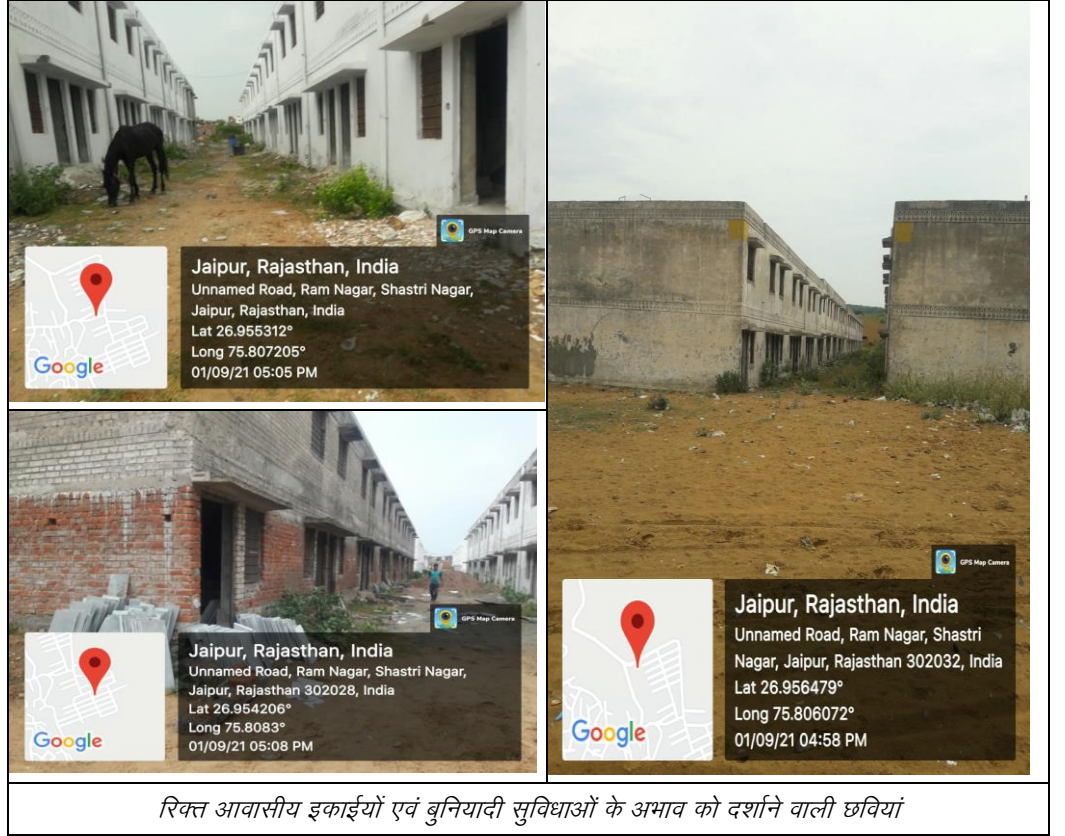 GPS Map Camera
Jaipur, Rajasthan, India
Unnamed Road, Ram Nagar, Shastri Nagar,
Jaipur, Rajasthan, India
Lat 26.955312°
Long 75.807205°
01/09/21 05:05 PM
Google
GPS Map Camera
Jaipur, Rajasthan, India
Unnamed Road, Ram Nagar, Shastri Nagar,
Jaipur, Rajasthan 302028, India
Lat 26.954206°
Long 75.8083°
01/09/21 05:08 PM
Google
GPS Map Camera
Jaipur, Rajasthan, India
Unnamed Road, Ram Nagar, Shastri
Nagar, Jaipur, Rajasthan 302032, India
Lat 26.956479°
Long 75.806072°
01/09/21 04:58 PM
Google
रिक्त आवासीय इकाईयों एवं बुनियादी सुविधाओं के अभाव को दर्शाने वाली छवियां